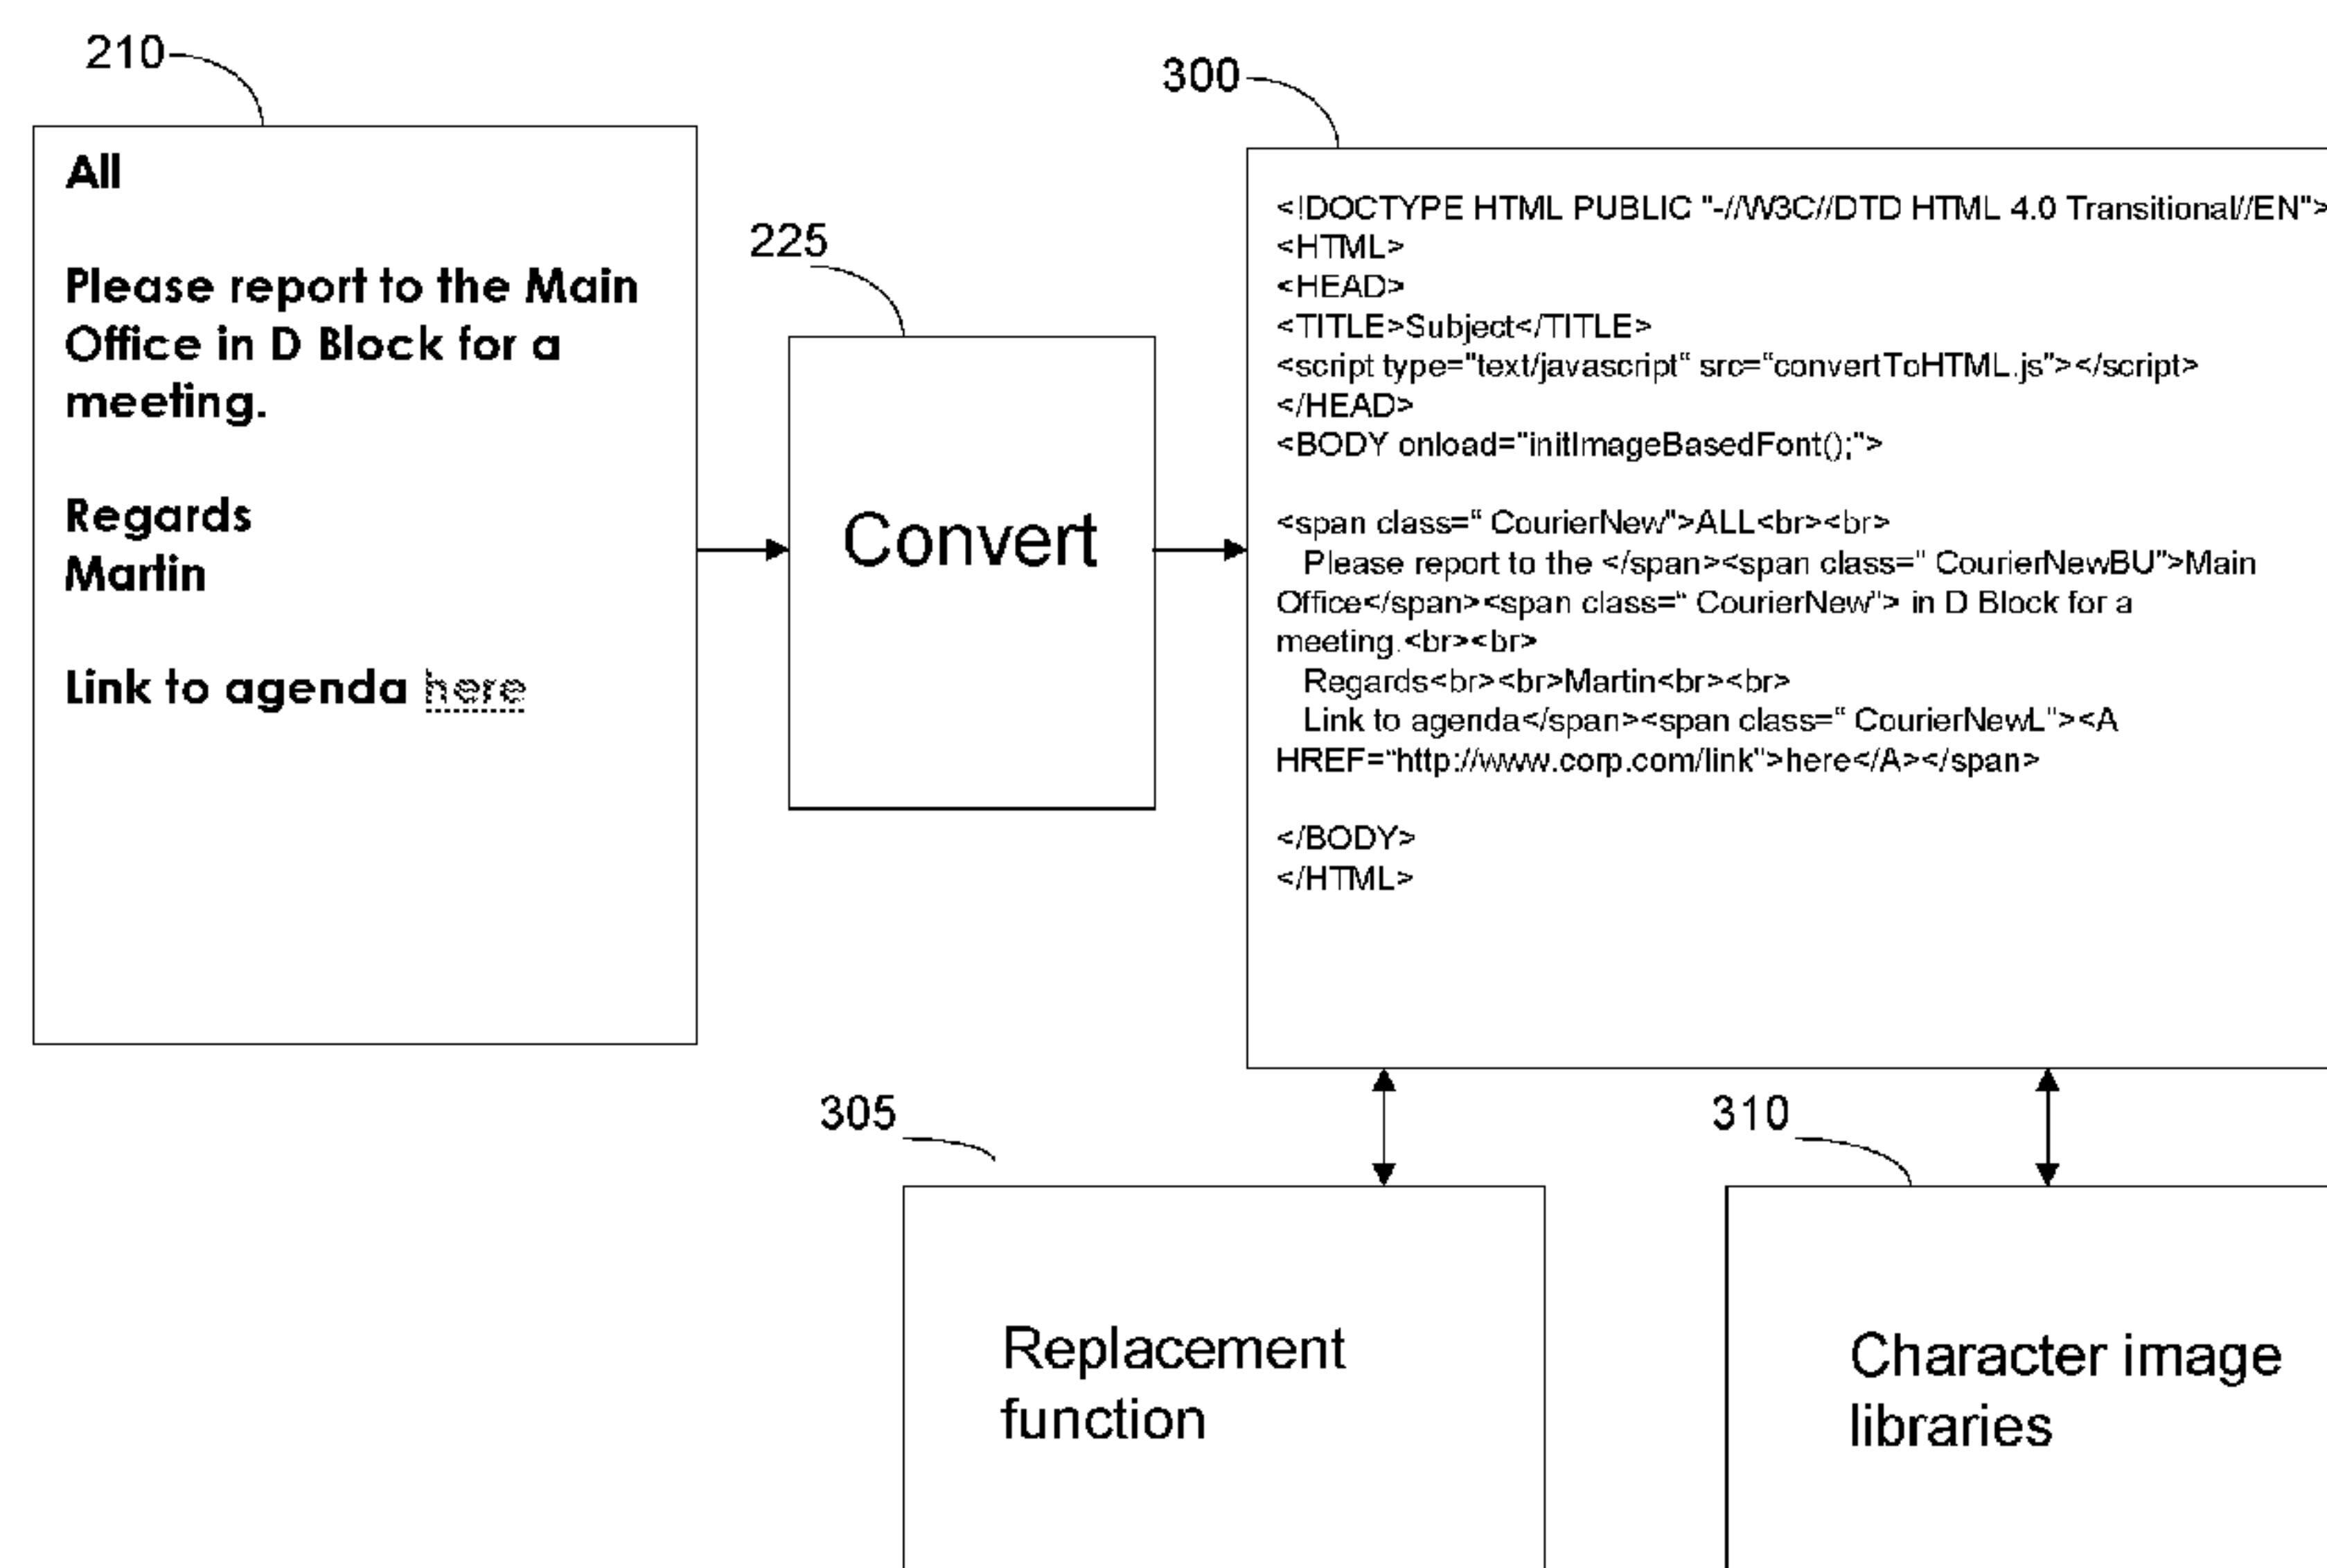 210
All
Please report to the Main
Office in D Block for a
meeting.
Regards
Martin
Link to agenda here
225
Convert
300
<!DOCTYPE HTML PUBLIC "-//W3C//DTD HTML 4.0 Transitional//EN">
<HTML>
<HEAD>
<TITLE>Subject</TITLE>
<script type="text/javascript“ src=“convertToHTML.js"></script>
</HEAD>
<BODY onload="initImageBasedFont();">
<span class=“ CourierNew">ALL<br><br>
Please report to the </span><span class=“ CourierNewBU">Main
Office</span><span class=“ CourierNew"> in D Block for a
meeting.<br><br>
Regards<br><br>Martin<br><br>
Link to agenda</span><span class=“ CourierNewL"><A
HREF=“http://www.corp.com/link">here</A></span>
</BODY>
</HTML>
305
Replacement
function
310
Character image
libraries